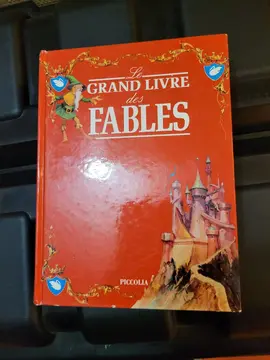 Le
GRAND LIVRE
des
FABLES
PICCOLIA